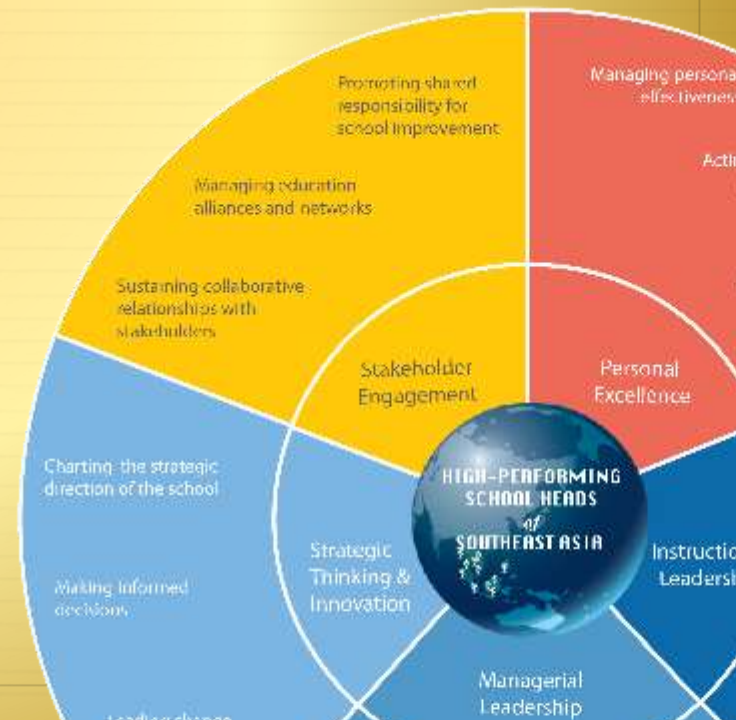 Promoting shared
responsibility for
school improvement
Managing education
alliances and networks
Sustaining collaborative
relationships with
stakeholders
Stakeholder
Engagement
Managing persona
effectivenes
Acti
Personal
Excellence
HIGH-PERFORMING
SCHOOL HEADS
of
SOUTHEAST ASIA
Charting the strategic
direction of the school
Making informed
decisions
Leading change
Strategic
Thinking &
Innovation
Instructio
Leadersh
Managerial
Leadership